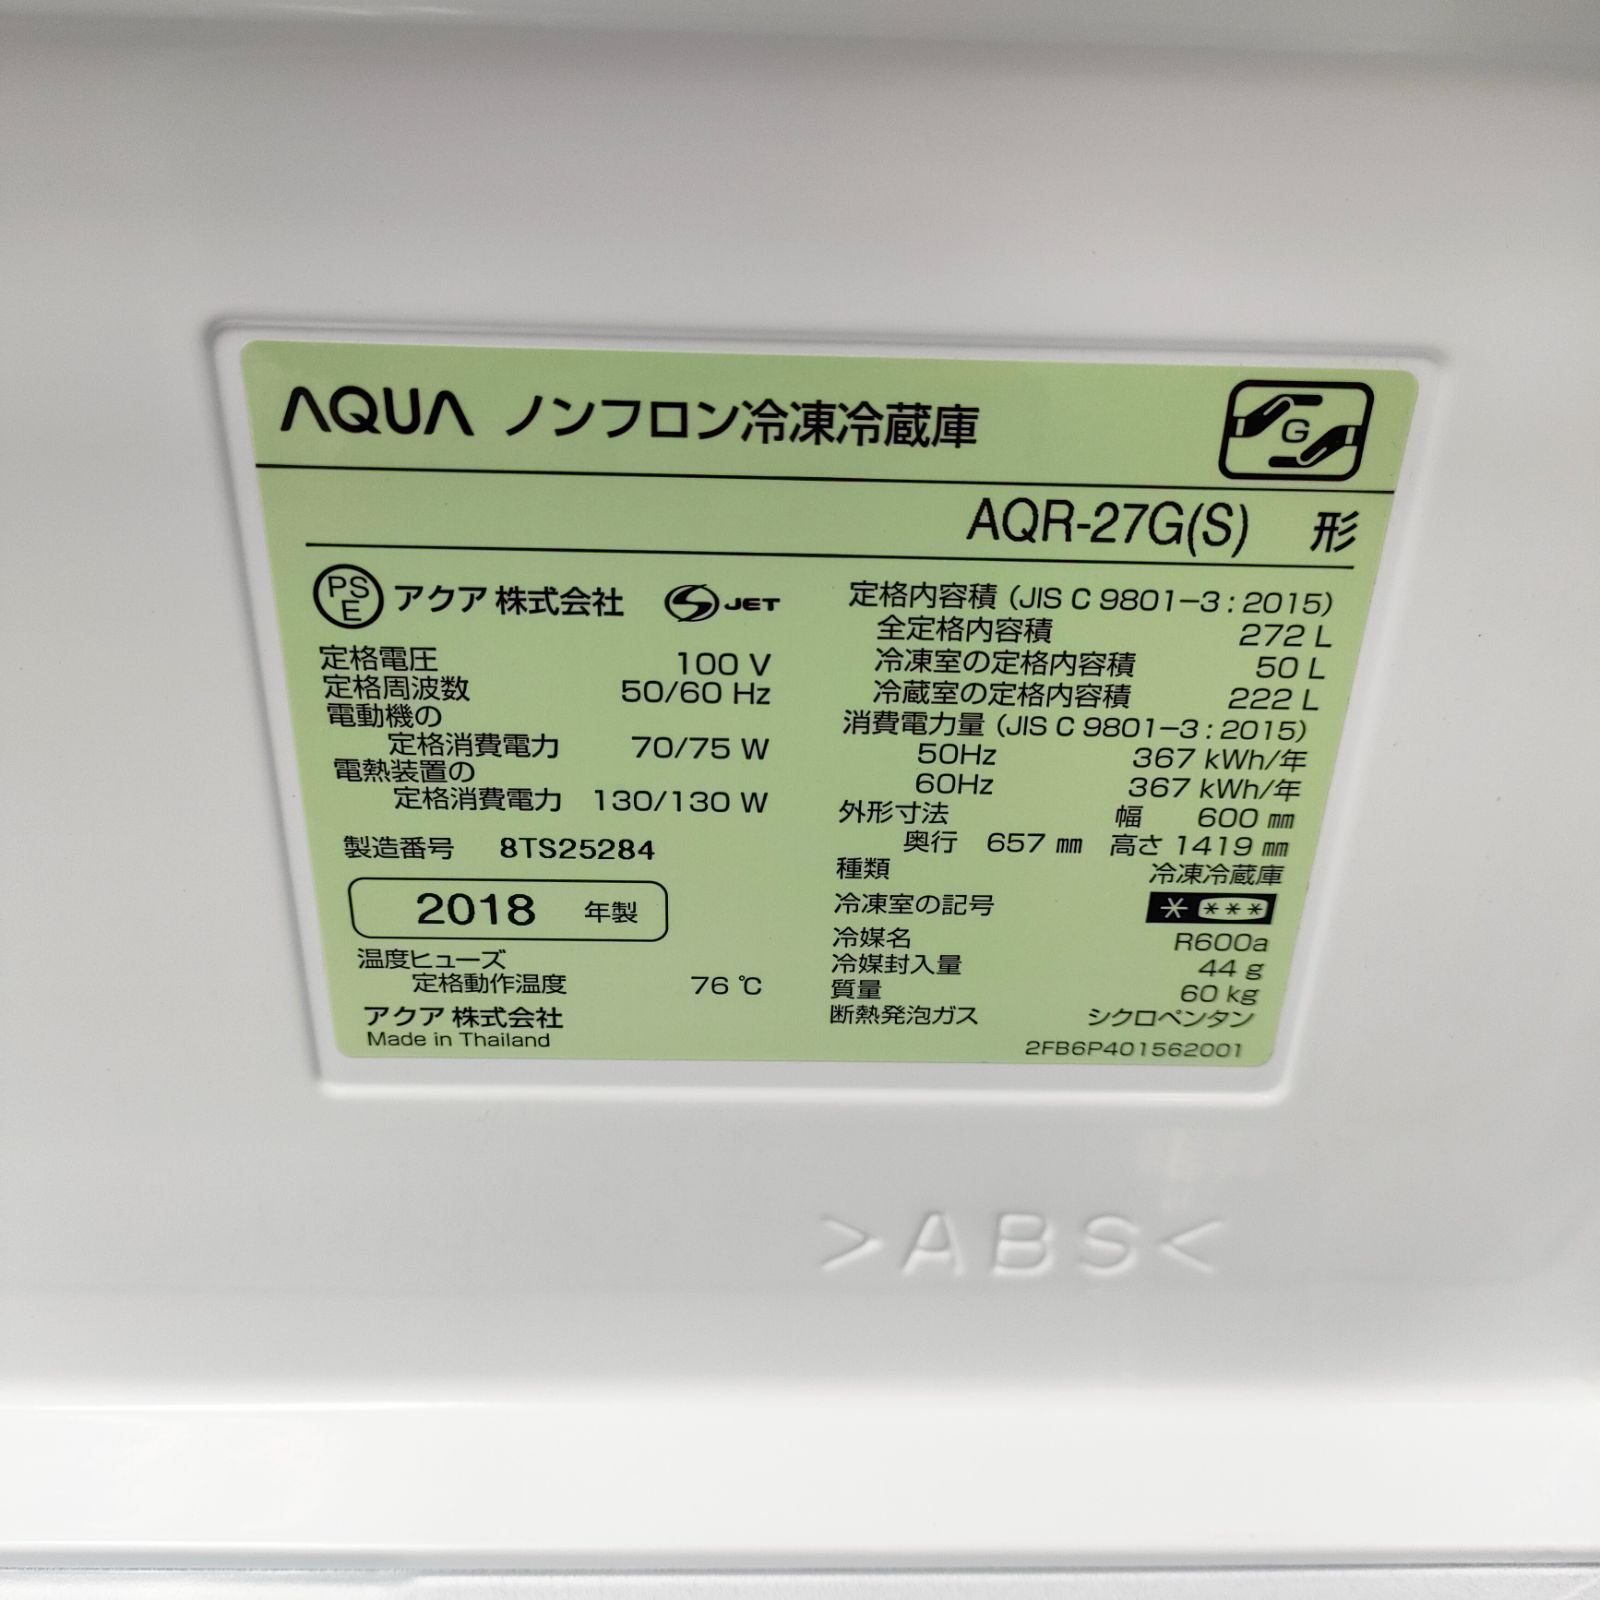 AQUA ノンフロン冷凍冷蔵庫
G
AQR-27G(S) 形
PS
E
アクア 株式会社
S JET
定格電圧 100 V
定格周波数 50/60 Hz
電動機の
定格消費電力 70/75 W
電熱装置の
定格消費電力 130/130 W
製造番号 8TS25284
2018 年製
温度ヒューズ
定格動作温度 76 ℃
アクア 株式会社
Made in Thailand
定格内容積 (JIS C 9801-3 : 2015)
全定格内容積 272 L
冷凍室の定格内容積 50 L
冷蔵室の定格内容積 222 L
消費電力量 (JIS C 9801-3 : 2015)
50Hz 367 kWh/年
60Hz 367 kWh/年
外形寸法 幅 600 ㎜
奥行 657 ㎜ 高さ 1419 ㎜
種類 冷凍冷蔵庫
冷凍室の記号 * ***
冷媒名 R600a
冷媒封入量 44 g
質量 60 kg
断熱発泡ガス シクロペンタン
2FB6P401562001
>ABS<